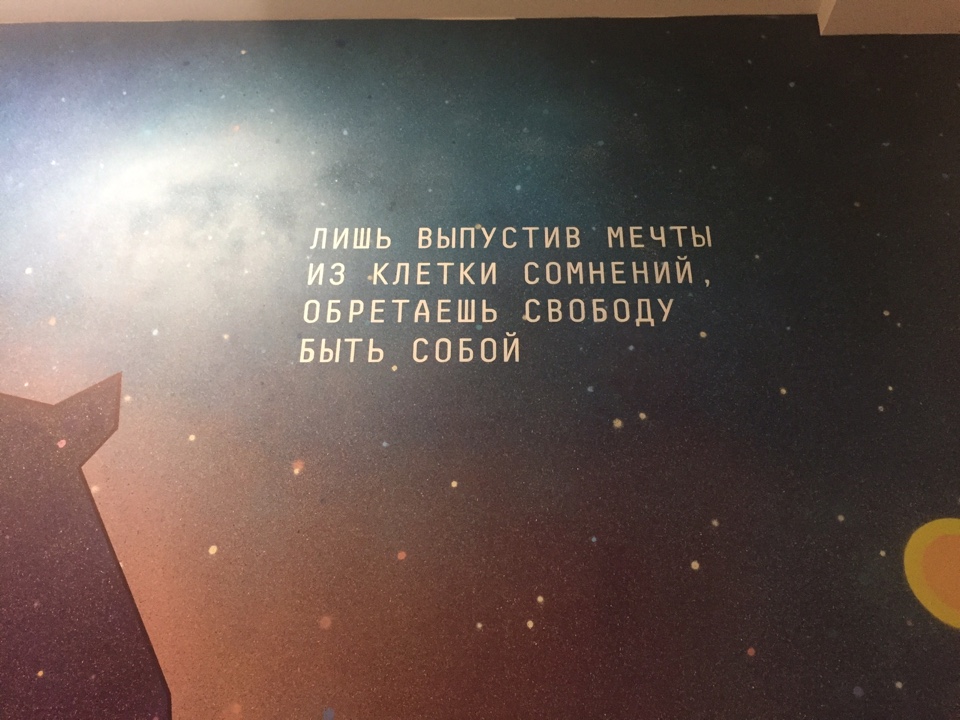 ЛИШЬ ВЫПУСТИВ МЕЧТЫ
ИЗ КЛЕТКИ СОМНЕНИЙ,
ОБРЕТАЕШЬ СВОБОДУ
БЫТЬ СОБОЙ